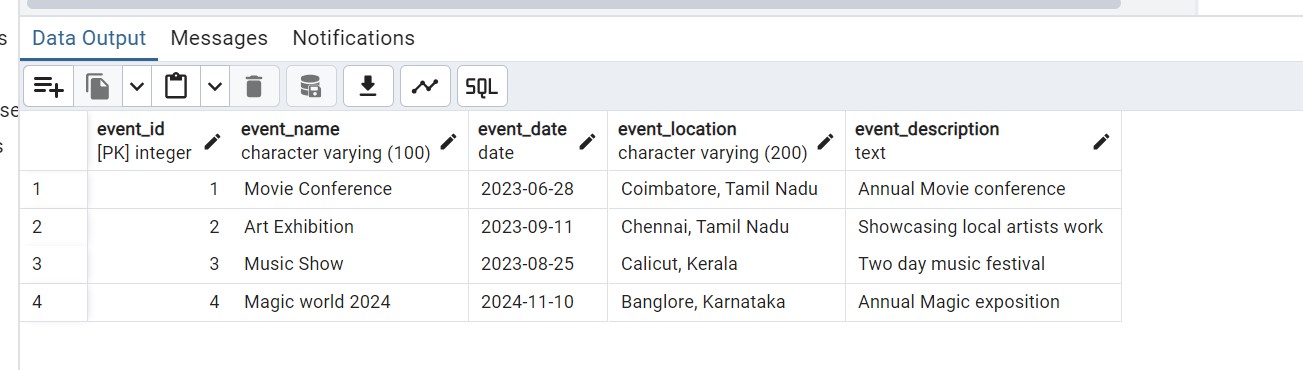 s
Data Output Messages Notifications
SQL
se
event_id event_name event_date event_location event_description
[PK] integer character varying (100) date character varying (200) text
s
1 1 Movie Conference 2023-06-28 Coimbatore, Tamil Nadu Annual Movie conference
2 2 Art Exhibition 2023-09-11 Chennai, Tamil Nadu Showcasing local artists work
3 3 Music Show 2023-08-25 Calicut, Kerala Two day music festival
4 4 Magic world 2024 2024-11-10 Banglore, Karnataka Annual Magic exposition